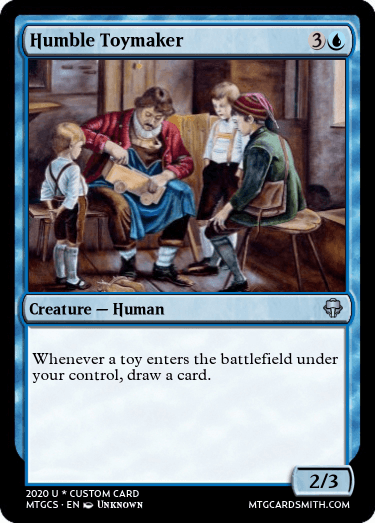 Humble Toymaker 3
Creature — Human
Whenever a toy enters the battlefield under
your control, draw a card.
2/3
2020 U * CUSTOM CARD
MTGCS · EN UNKNOWN
MTGCARDSMITH.COM